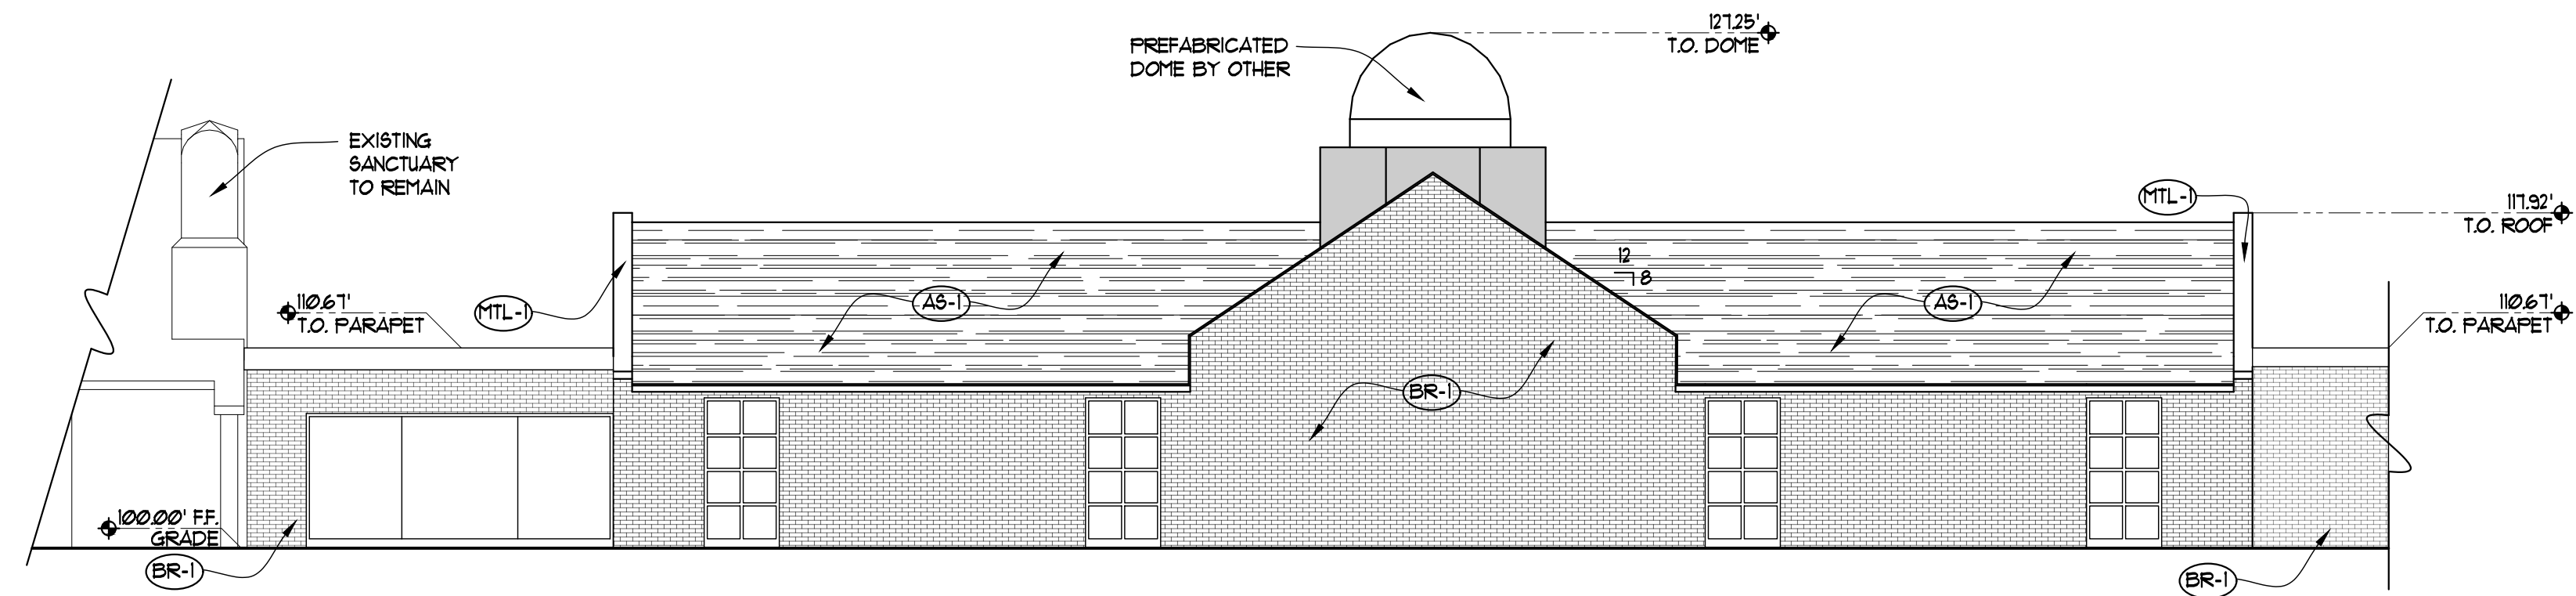 127.25'
T.O. DOME
PREFABRICATED
DOME BY OTHER
EXISTING
SANCTUARY
TO REMAIN
MTL-1
117.92'
T.O. ROOF
12
8
110.67'
T.O. PARAPET
MTL-1
AS-1
AS-1
110.67'
T.O. PARAPET
BR-1
100.00' F.F.
GRADE
BR-1
BR-1